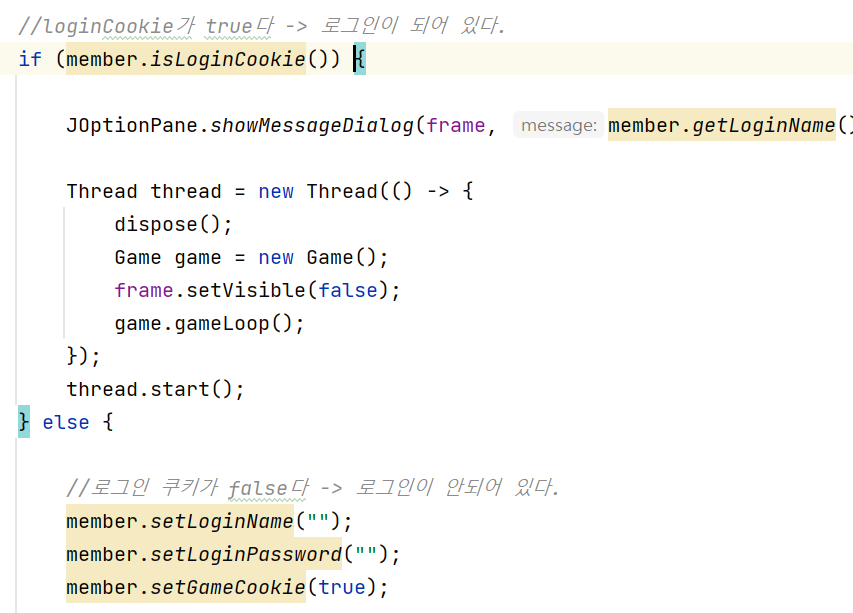 //loginCookie가 true다 -> 로그인이 되어 있다.
if (member.isLoginCookie()) {
JOptionPane.showMessageDialog(frame, message: member.getLoginName()
Thread thread = new Thread(() -> {
dispose();
Game game = new Game();
frame.setVisible(false);
game.gameLoop();
});
thread.start();
} else {
//로그인 쿠키가 false다 -> 로그인이 안되어 있다.
member.setLoginName("");
member.setLoginPassword("");
member.setGameCookie(true);